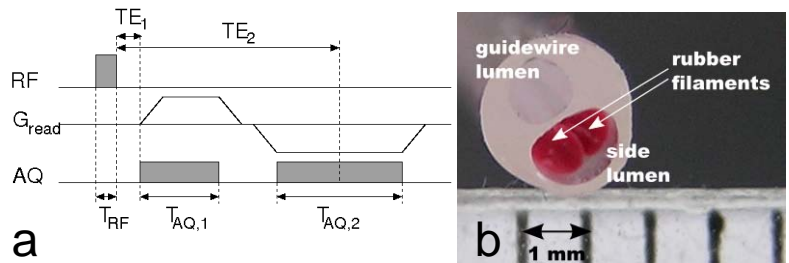 TE1
TE2
RF
Gread
AQ
TRF
TAQ,1
TAQ,2
a
guidewire
lumen
rubber
filaments
side
lumen
1 mm
b